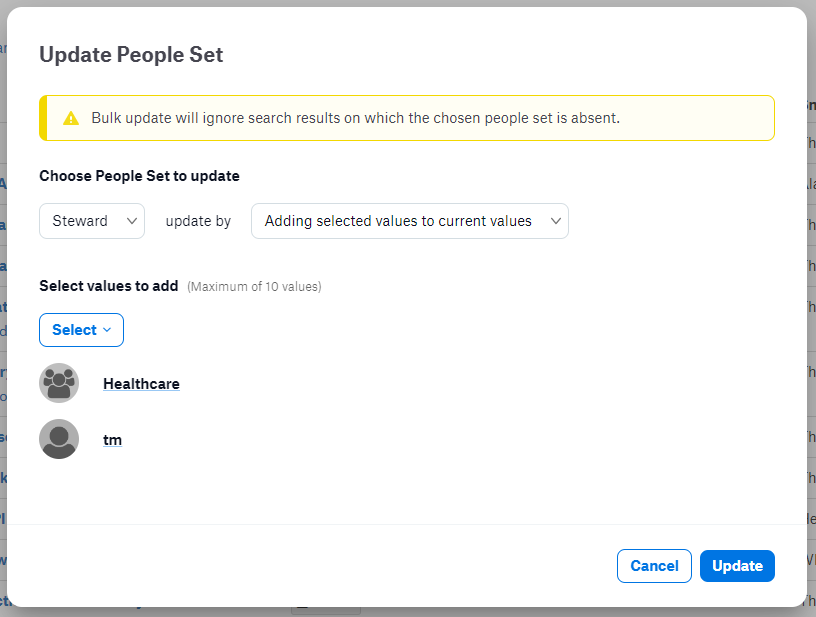 Update People Set
Bulk update will ignore search results on which the chosen people set is absent.
Choose People Set to update
Steward update by Adding selected values to current values
Select values to add (Maximum of 10 values)
Select
Healthcare
tm
Cancel Update